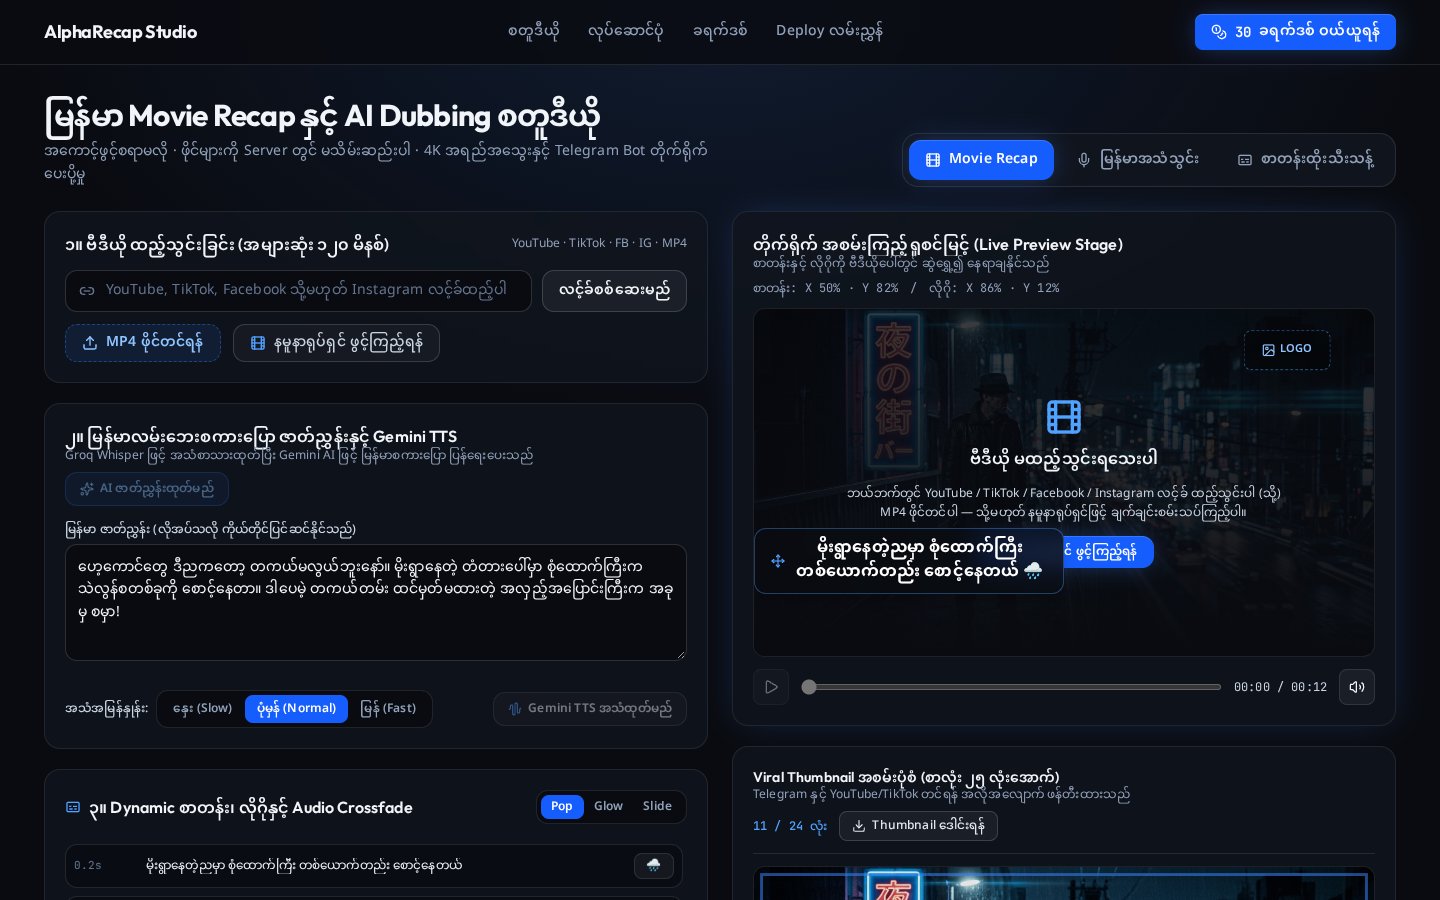 AlphaRecap Studio
စတူဒီယို
လုပ်ဆောင်ပုံ
ခရက်ဒစ်
Deploy လမ်းညွှန်
30 ခရက်ဒစ် ဝယ်ယူရန်
မြန်မာ Movie Recap နှင့် AI Dubbing စတူဒီယို
အကောင့်ဖွင့်စရာမလို · ဖိုင်များကို Server တွင် မသိမ်းဆည်းပါ · 4K အရည်အသွေးနှင့် Telegram Bot တိုက်ရိုက်
ပေးပို့မှု
Movie Recap
မြန်မာအသံသွင်း
စာတန်းထိုးသီးသန့်
၁။ ဗီဒီယို ထည့်သွင်းခြင်း (အများဆုံး ၁၂၀ မိနစ်)
YouTube · TikTok · FB · IG · MP4
YouTube, TikTok, Facebook သို့မဟုတ် Instagram လင့်ခ်ထည့်ပါ
လင့်ခ်စစ်ဆေးမည်
MP4 ဖိုင်တင်ရန်
နမူနာရုပ်ရှင် ဖွင့်ကြည့်ရန်
၂။ မြန်မာလမ်းဘေးစကားပြော ဇာတ်ညွှန်းနှင့် Gemini TTS
Groq Whisper ဖြင့် အသံစာသားထုတ်ပြီး Gemini AI ဖြင့် မြန်မာစကားပြော ပြန်ရေးပေးသည်
AI ဇာတ်ညွှန်းထုတ်မည်
မြန်မာ ဇာတ်ညွှန်း (လိုအပ်သလို ကိုယ်တိုင်ပြင်ဆင်နိုင်သည်)
ဟေ့ကောင်တွေ ဒီညကတော့ တကယ်မလွယ်ဘူးနော်။ မိုးရွာနေတဲ့ တံတားပေါ်မှာ စုံထောက်ကြီးက
သဲလွန်စတစ်ခုကို စောင့်နေတာ။ ဒါပေမဲ့ တကယ်တမ်း ထင်မှတ်မထားတဲ့ အလှည့်အပြောင်းကြီးက အခု
မှ စမှာ!
အသံအမြန်နှုန်း:
နှေး (Slow)
ပုံမှန် (Normal)
မြန် (Fast)
Gemini TTS အသံထုတ်မည်
၃။ Dynamic စာတန်း၊ လိုဂိုနှင့် Audio Crossfade
Pop
Glow
Slide
0.2s
မိုးရွာနေတဲ့ညမှာ စုံထောက်ကြီး တစ်ယောက်တည်း စောင့်နေတယ်
တိုက်ရိုက် အစမ်းကြည့်ရှုစင်မြင့် (Live Preview Stage)
စာတန်းနှင့် လိုဂိုကို ဗီဒီယိုပေါ်တွင် ဆွဲရွှေ့၍ နေရာချနိုင်သည်
စာတန်း: X 50% · Y 82% / လိုဂို: X 86% · Y 12%
夜の街バー
LOGO
ဗီဒီယို မထည့်သွင်းရသေးပါ
ဘယ်ဘက်တွင် YouTube / TikTok / Facebook / Instagram လင့်ခ် ထည့်သွင်းပါ (သို့)
MP4 ဖိုင်တင်ပါ — သို့မဟုတ် နမူနာရုပ်ရှင်ဖြင့် ချက်ချင်းစမ်းသပ်ကြည့်ပါ။
ဖွင့်ကြည့်ရန်
မိုးရွာနေတဲ့ညမှာ စုံထောက်ကြီး
တစ်ယောက်တည်း စောင့်နေတယ် 🌧️
00:00 / 00:12
Viral Thumbnail အစမ်းပုံစံ (စာလုံး ၂၅ လုံးအောက်)
Telegram နှင့် YouTube/TikTok တင်ရန် အလိုအလျောက် ဖန်တီးထားသည်
11 / 24 လုံး
Thumbnail ဒေါင်းရန်
夜